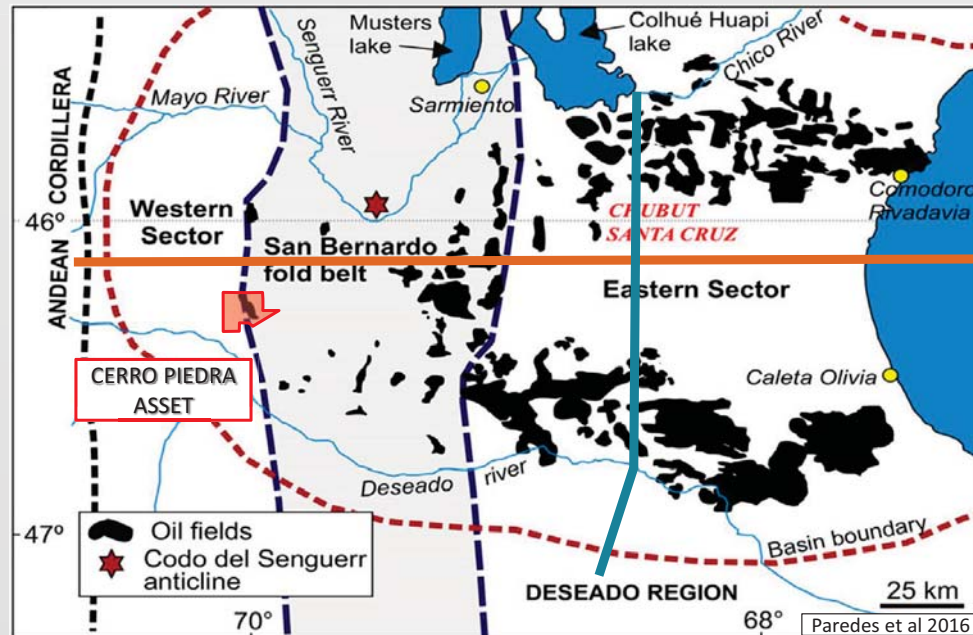 Musters
lake
Colhué Huapi
lake
Senguerr River
Chico River
Mayo River
Sarmiento
ANDEAN CORDILLERA
Western
Sector
46°
CHUBUT
SANTA CRUZ
Comodoro
Rivadavia
San Bernardo
fold belt
Eastern Sector
CERRO PIEDRA
ASSET
Caleta Olivia
Deseado river
47°
Oil fields
Codo del Senguerr
anticline
Basin boundary
DESEADO REGION
25 km
70°
68°
Paredes et al 2016